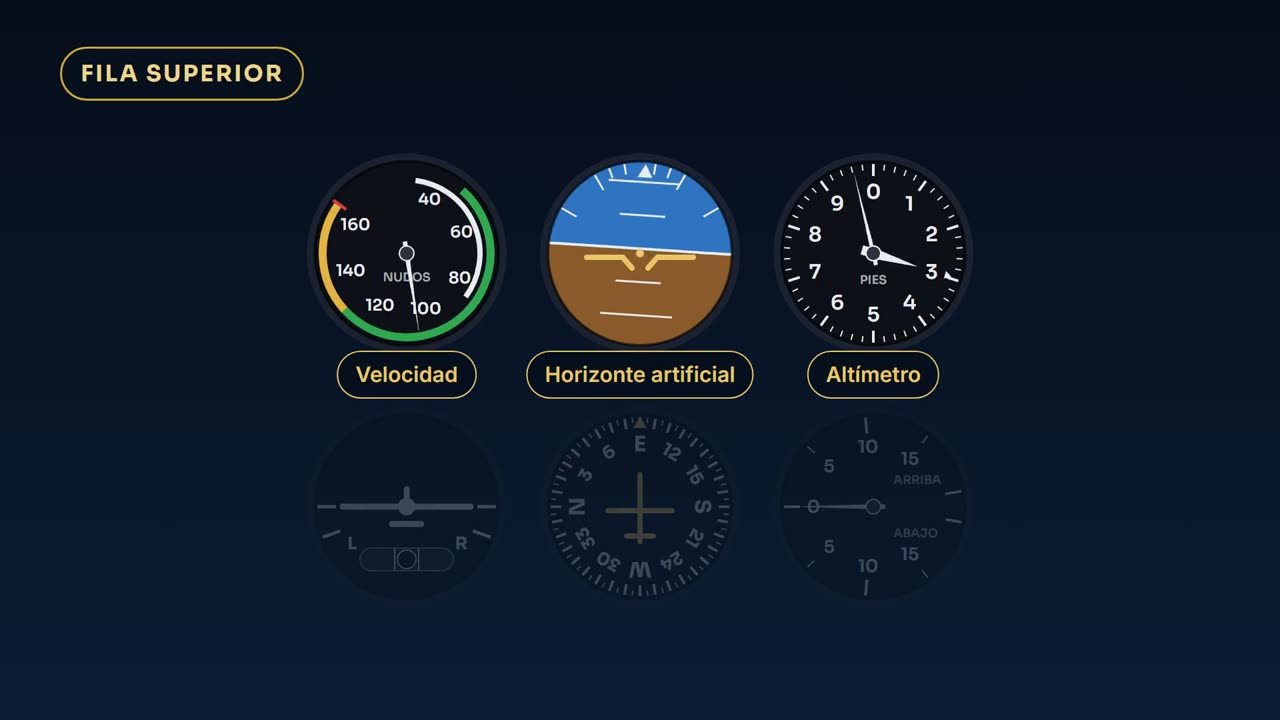 FILA SUPERIOR
40
60
80
100
120
140
160
NUDOS
0
1
2
3
4
5
6
7
8
9
PIES
Velocidad
Horizonte artificial
Altímetro
L R
E
12
15
S
21
24
W
30
33
N
3
6
0
5
10
15
ARRIBA
ABAJO
15
10
5